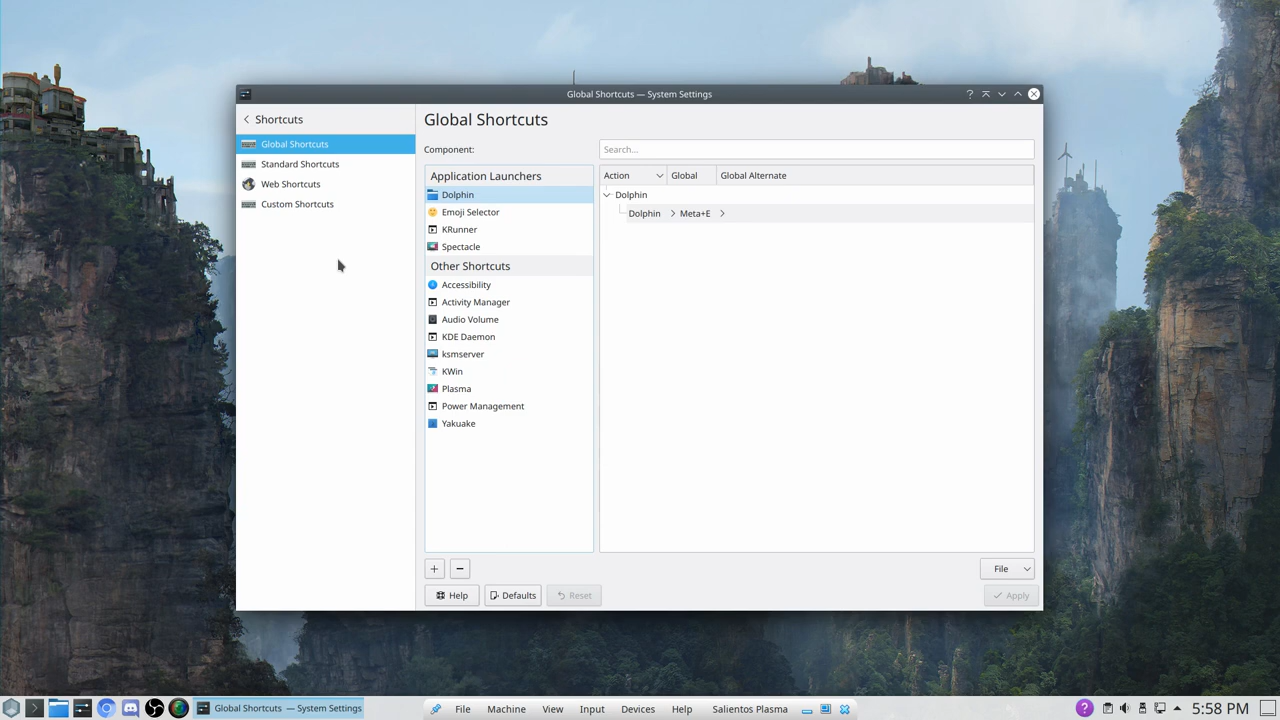 Global Shortcuts — System Settings
Shortcuts
Global Shortcuts
Standard Shortcuts
Web Shortcuts
Custom Shortcuts
Global Shortcuts
Component:
Search...
Application Launchers
Dolphin
Emoji Selector
KRunner
Spectacle
Other Shortcuts
Accessibility
Activity Manager
Audio Volume
KDE Daemon
ksmserver
KWin
Plasma
Power Management
Yakuake
Action Global Global Alternate
Dolphin
Dolphin Meta+E
File
Help Defaults Reset Apply
Global Shortcuts — System Settings
File Machine View Input Devices Help Salientos Plasma
5:58 PM